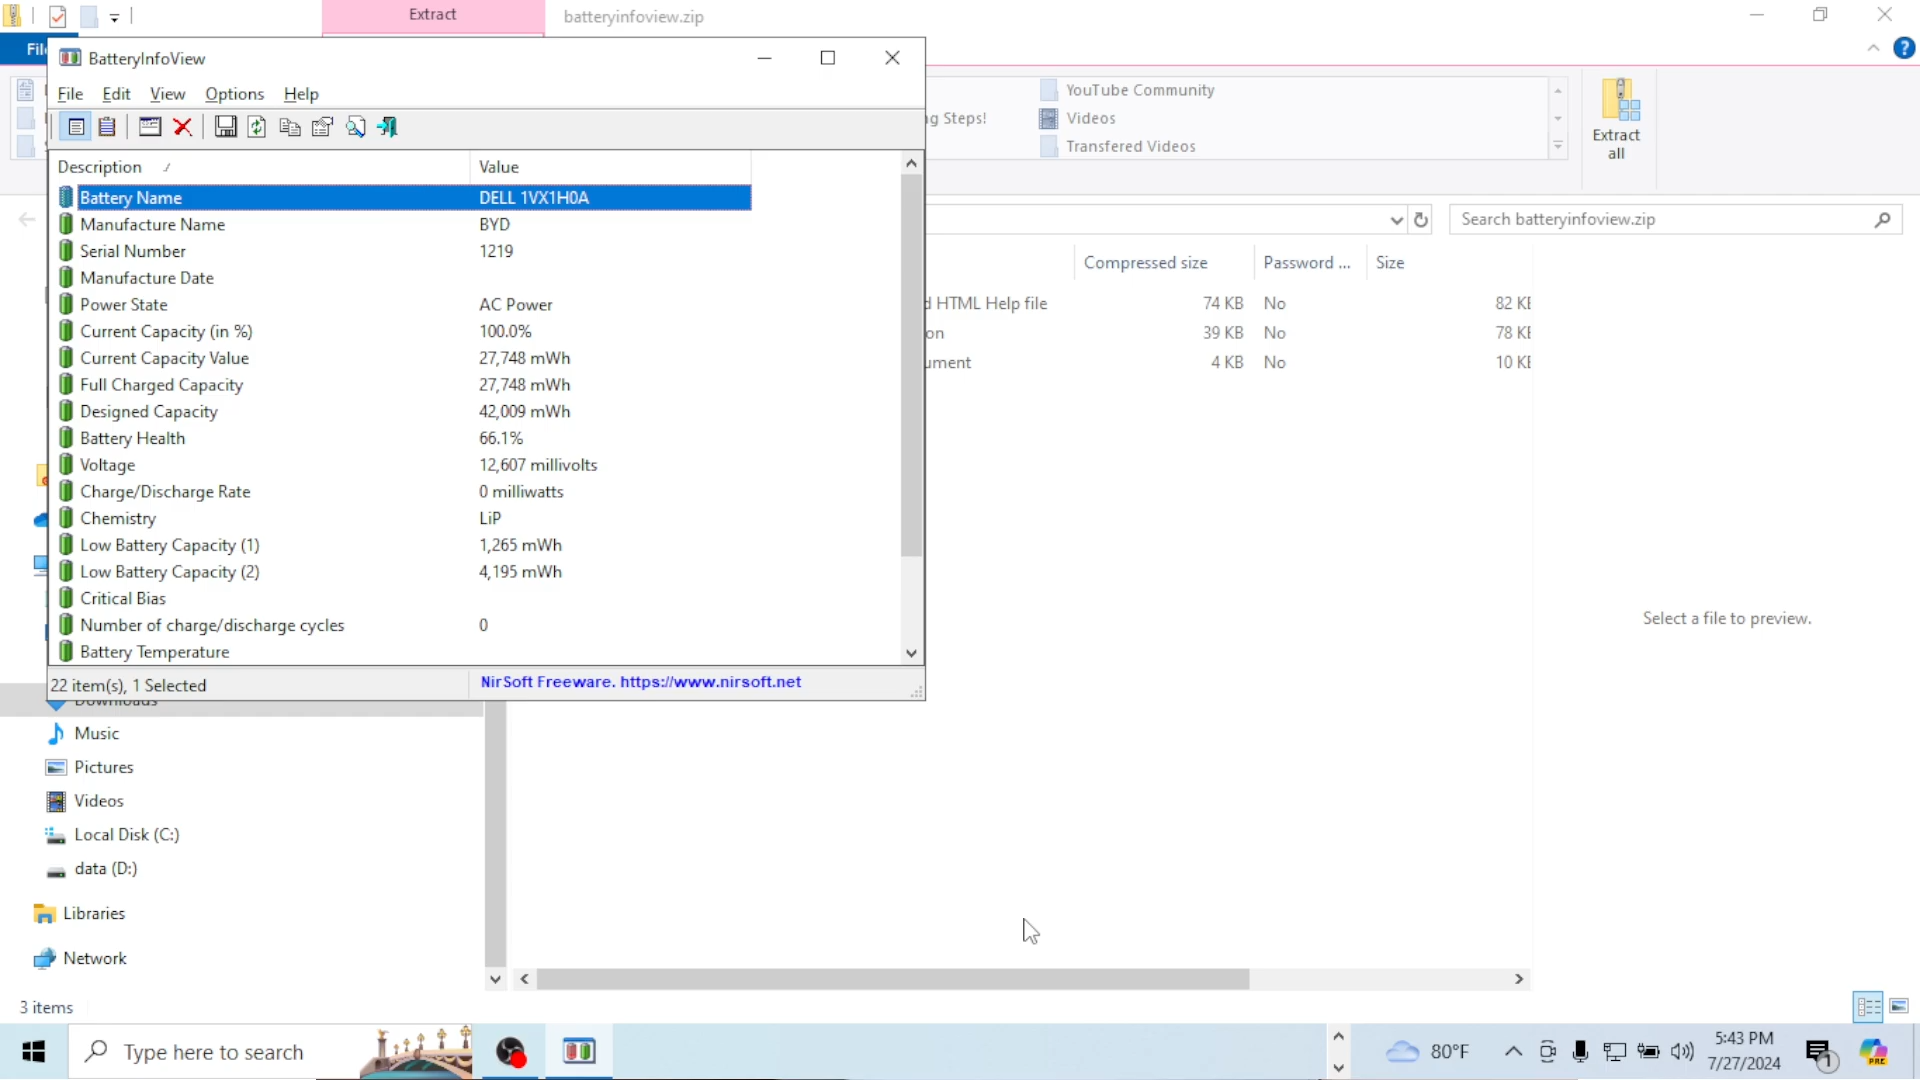 Extract
batteryinfoview.zip
BatteryInfoView
File Edit View Options Help
YouTube Community
ng Steps!
Videos
Transfered Videos
Extract
all
Description
Value
Battery Name DELL 1VX1H0A
Manufacture Name BYD
Serial Number 1219
Manufacture Date
Power State AC Power
Current Capacity (in %) 100.0%
Current Capacity Value 27,748 mWh
Full Charged Capacity 27,748 mWh
Designed Capacity 42,009 mWh
Battery Health 66.1%
Voltage 12,607 millivolts
Charge/Discharge Rate 0 milliwatts
Chemistry LiP
Low Battery Capacity (1) 1,265 mWh
Low Battery Capacity (2) 4,195 mWh
Critical Bias
Number of charge/discharge cycles 0
Battery Temperature
22 item(s), 1 Selected
NirSoft Freeware. https://www.nirsoft.net
Search batteryinfoview.zip
Compressed size Password ... Size
d HTML Help file 74 KB No 82 KB
on 39 KB No 78 KB
ument 4 KB No 10 KB
Select a file to preview.
Downloads
Music
Pictures
Videos
Local Disk (C:)
data (D:)
Libraries
Network
3 items
Type here to search
80°F
5:43 PM
7/27/2024
1
PRE